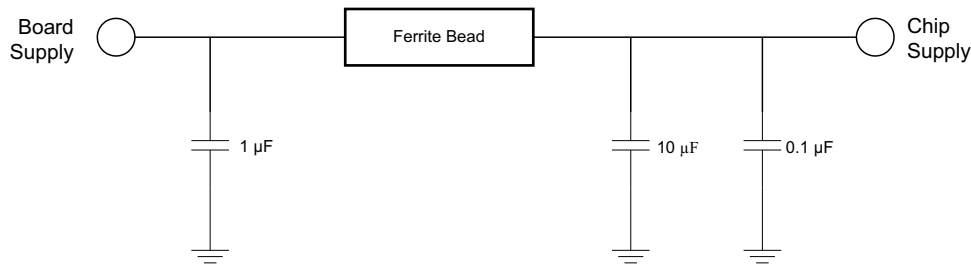 Board
Supply
Ferrite Bead
Chip
Supply
1 µF
10 µF
0.1 µF